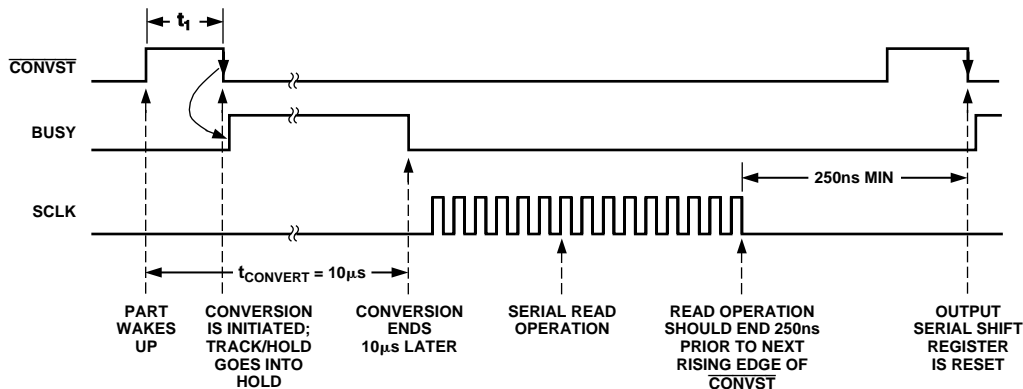 t1
CONVST
BUSY
250ns MIN
SCLK
tCONVERT = 10µs
PART
WAKES
UP
CONVERSION
IS INITIATED;
TRACK/HOLD
GOES INTO
HOLD
CONVERSION
ENDS
10µs LATER
SERIAL READ
OPERATION
READ OPERATION
SHOULD END 250ns
PRIOR TO NEXT
RISING EDGE OF
CONVST
OUTPUT
SERIAL SHIFT
REGISTER
IS RESET